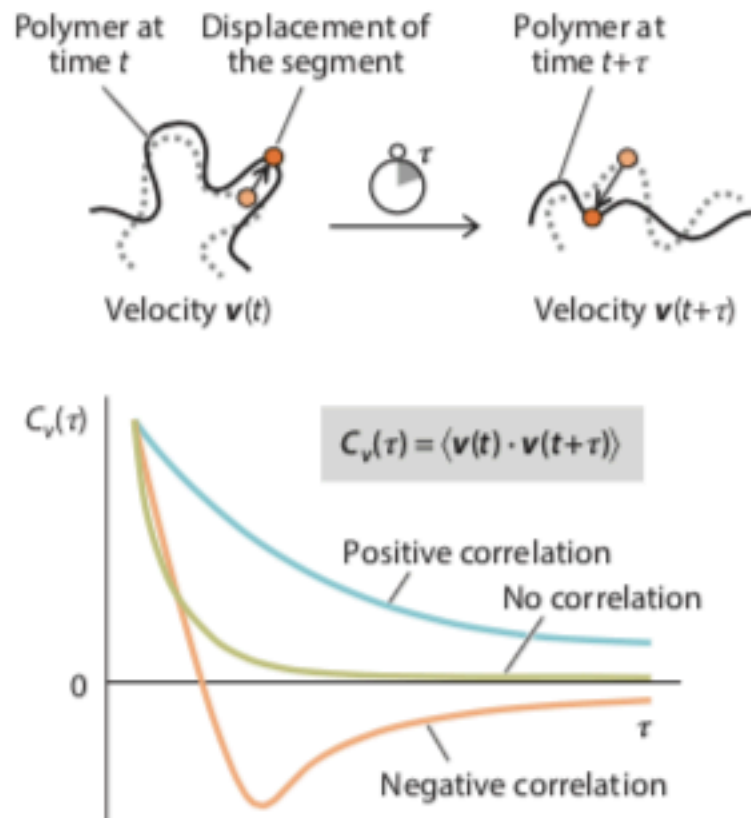 Polymer at
time t
Displacement of
the segment
Polymer at
time t+τ
τ
Velocity v(t)
Velocity v(t+τ)
Cv(τ)
Cv(τ) = ⟨v(t) · v(t+τ)⟩
Positive correlation
No correlation
0
τ
Negative correlation